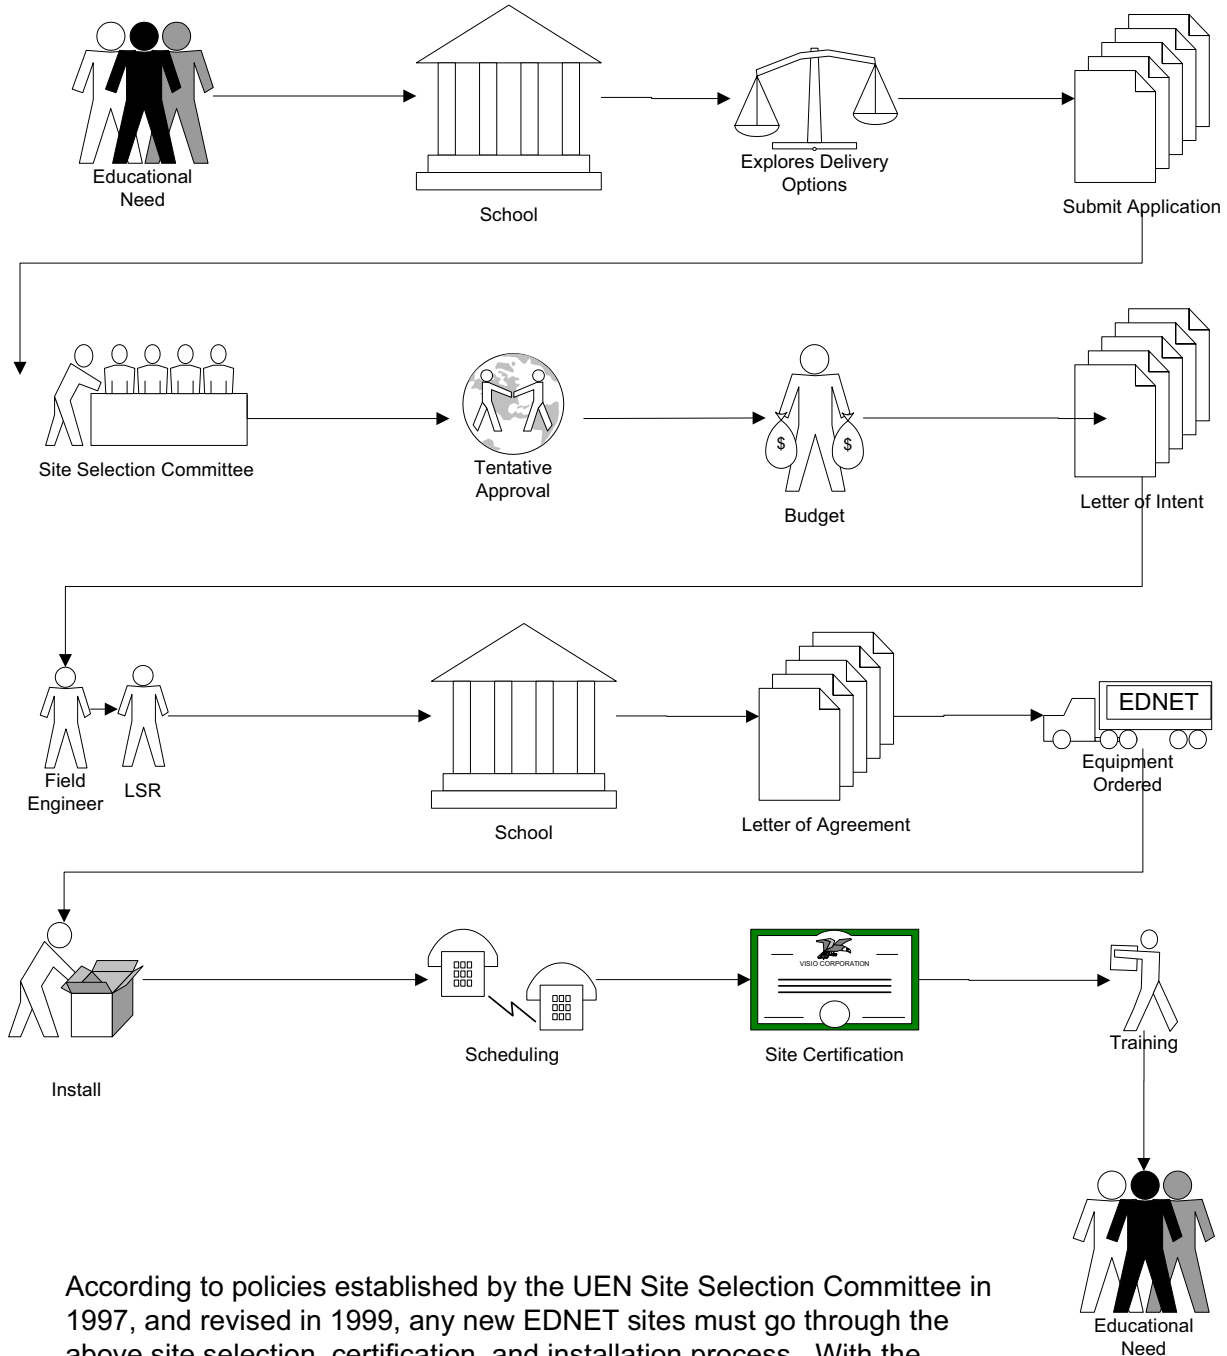 Educational
Need
School
Explores Delivery
Options
Submit Application
Site Selection Committee
Tentative
Approval
$
$
Budget
Letter of Intent
Field
Engineer
LSR
School
Letter of Agreement
EDNET
Equipment
Ordered
Install
Scheduling
VISIO CORPORATION
Site Certification
Training
Educational
Need
According to policies established by the UEN Site Selection Committee in
1997, and revised in 1999, any new EDNET sites must go through the
above site selection, certification, and installation process. With the